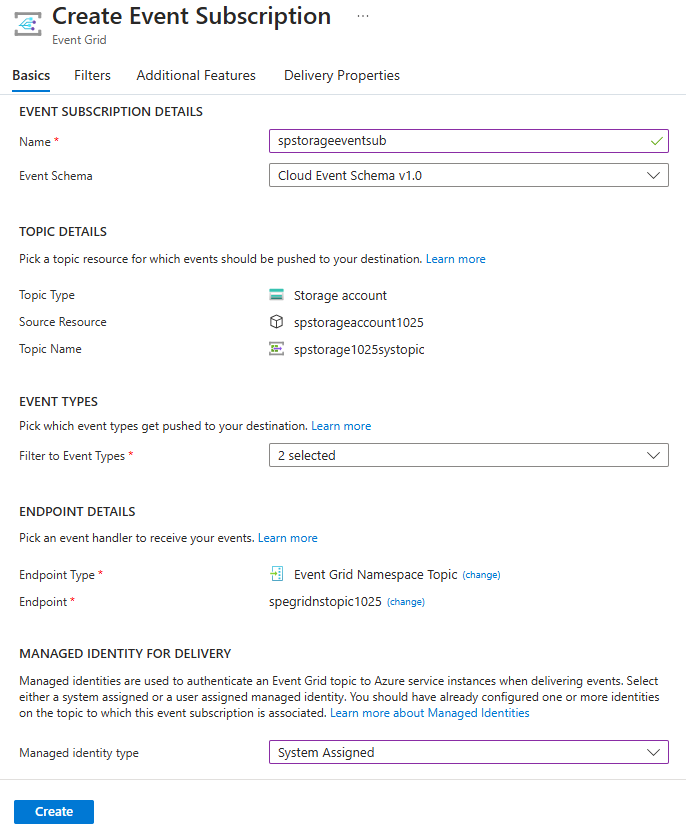 Create Event Subscription ...
Event Grid
Basics Filters Additional Features Delivery Properties
EVENT SUBSCRIPTION DETAILS
Name * spstorageeventsub
Event Schema Cloud Event Schema v1.0
TOPIC DETAILS
Pick a topic resource for which events should be pushed to your destination. Learn more
Topic Type Storage account
Source Resource spstorageaccount1025
Topic Name spstorage1025systopic
EVENT TYPES
Pick which event types get pushed to your destination. Learn more
Filter to Event Types * 2 selected
ENDPOINT DETAILS
Pick an event handler to receive your events. Learn more
Endpoint Type * Event Grid Namespace Topic (change)
Endpoint * spegridnstopic1025 (change)
MANAGED IDENTITY FOR DELIVERY
Managed identities are used to authenticate an Event Grid topic to Azure service instances when delivering events. Select
either a system assigned or a user assigned managed identity. You should have already configured one or more identities
on the topic to which this event subscription is associated. Learn more about Managed Identities
Managed identity type System Assigned
Create